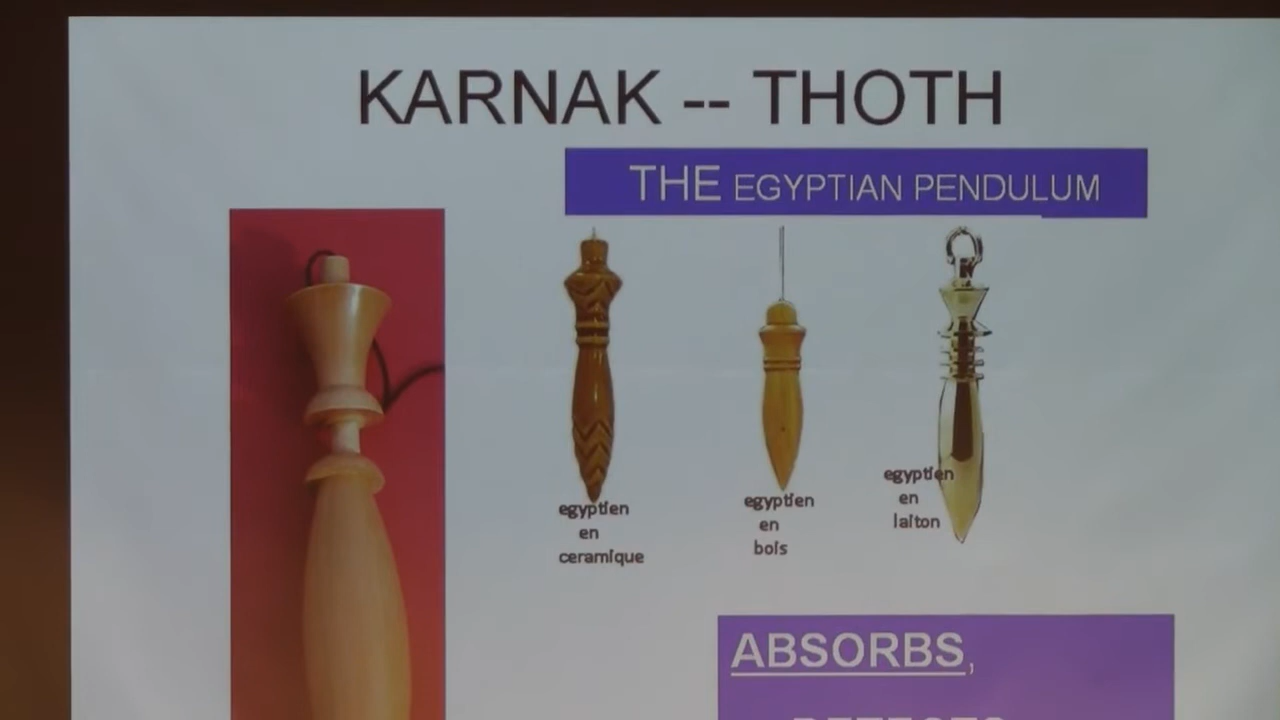 KARNAK -- THOTH
THE EGYPTIAN PENDULUM
egyptien
en
ceramique
egyptien
en
bois
egyptien
en
laiton
ABSORBS,